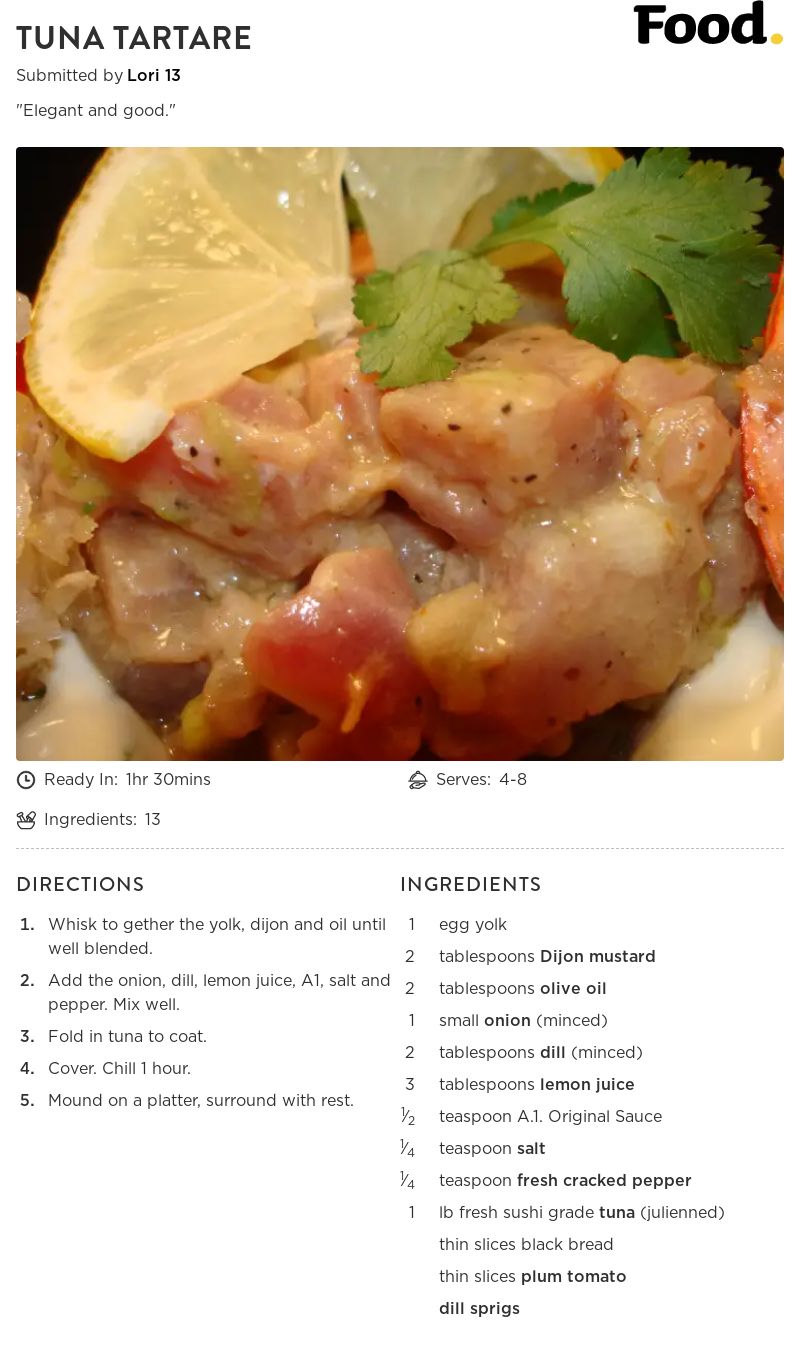 TUNA TARTARE
Food.
Submitted by Lori 13
"Elegant and good."
Ready In: 1hr 30mins
Serves: 4-8
Ingredients: 13
DIRECTIONS
1. Whisk to gether the yolk, dijon and oil until
well blended.
2. Add the onion, dill, lemon juice, A1, salt and
pepper. Mix well.
3. Fold in tuna to coat.
4. Cover. Chill 1 hour.
5. Mound on a platter, surround with rest.
INGREDIENTS
1 egg yolk
2 tablespoons Dijon mustard
2 tablespoons olive oil
1 small onion (minced)
2 tablespoons dill (minced)
3 tablespoons lemon juice
1⁄2 teaspoon A.1. Original Sauce
1⁄4 teaspoon salt
1⁄4 teaspoon fresh cracked pepper
1 lb fresh sushi grade tuna (julienned)
thin slices black bread
thin slices plum tomato
dill sprigs